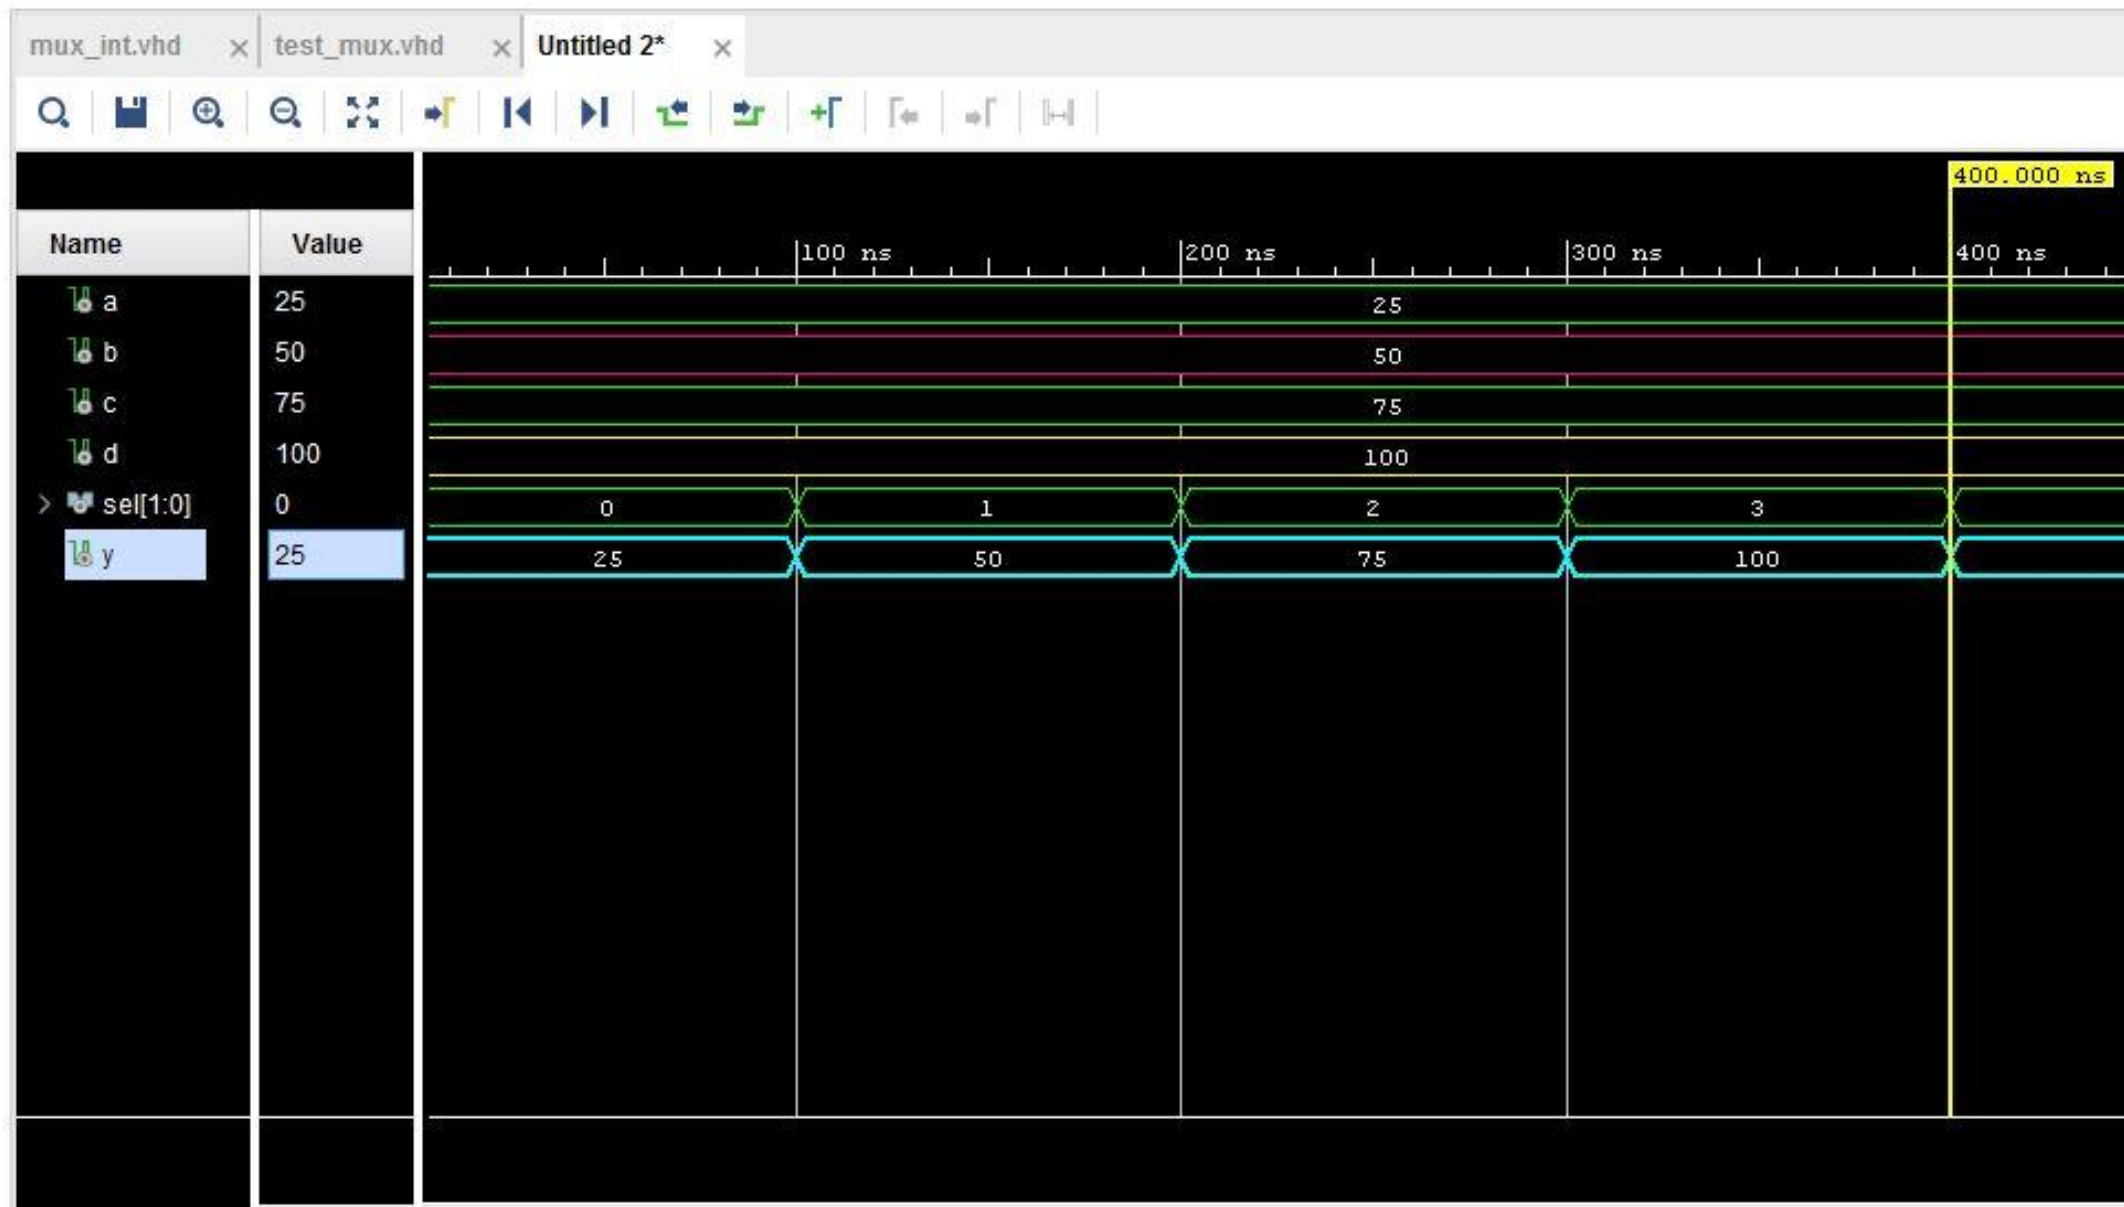 mux_int.vhd × test_mux.vhd × Untitled 2* ×
400.000 ns
Name Value
100 ns 200 ns 300 ns 400 ns
a 25 25
b 50 50
c 75 75
d 100 100
> sel[1:0] 0 0 1 2 3
y 25 25 50 75 100